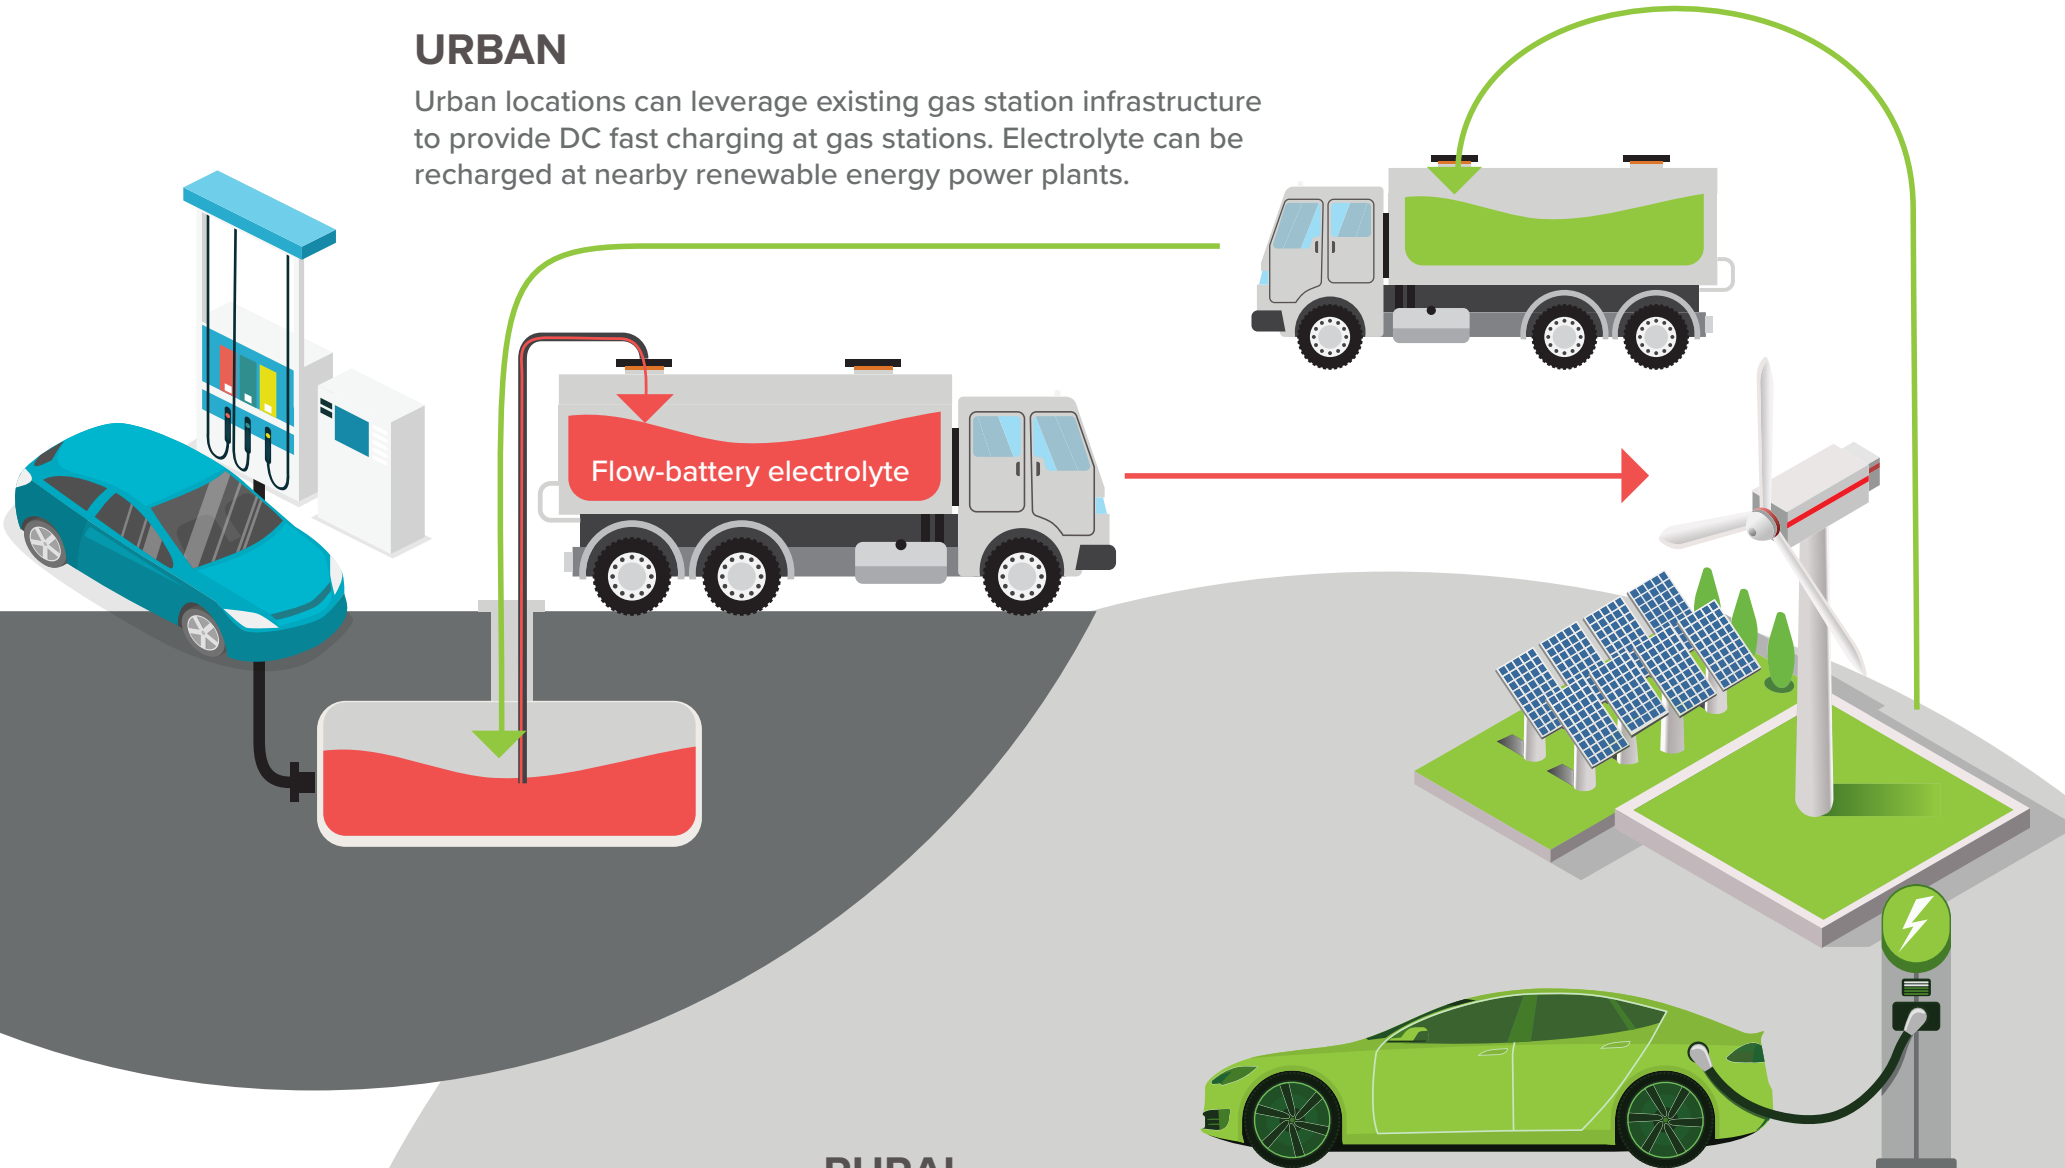 URBAN
Urban locations can leverage existing gas station infrastructure
to provide DC fast charging at gas stations. Electrolyte can be
recharged at nearby renewable energy power plants.
Flow-battery electrolyte